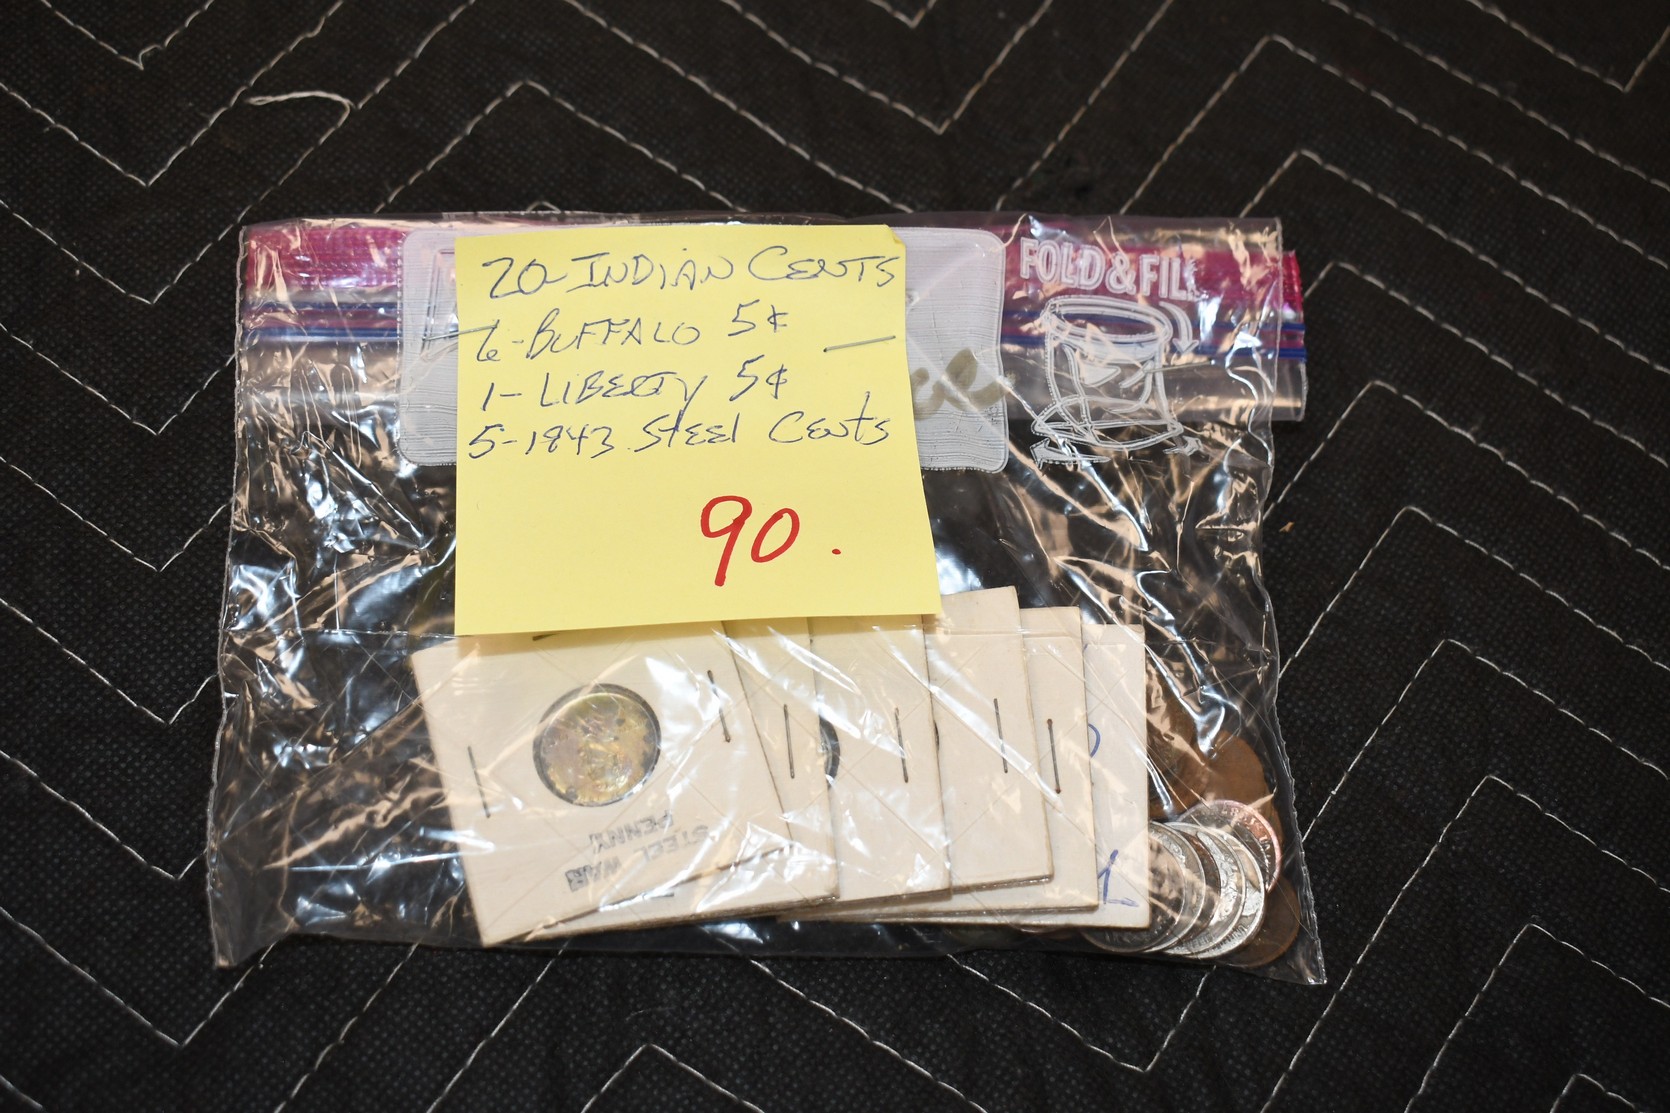 20-INDIAN CENTS
6-BUFFALO 5¢
1-LIBERTY 5¢
5-1943 STEEL CENTS
90.
FOLD & FILL
STEEL WAR
PENNY